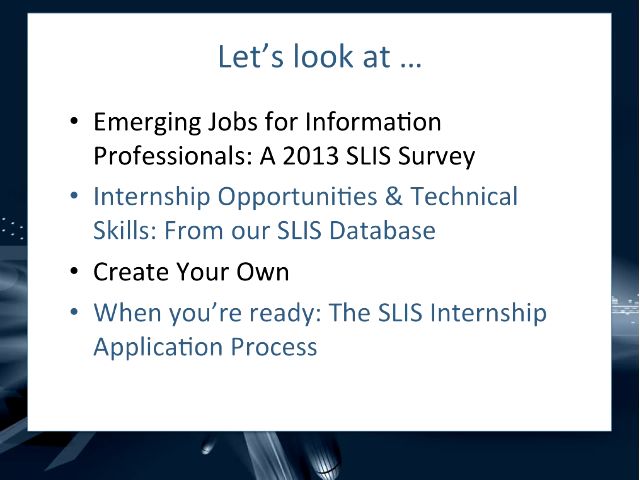 Let’s look at …
• Emerging Jobs for Information
Professionals: A 2013 SLIS Survey
• Internship Opportunities & Technical
Skills: From our SLIS Database
• Create Your Own
• When you’re ready: The SLIS Internship
Application Process